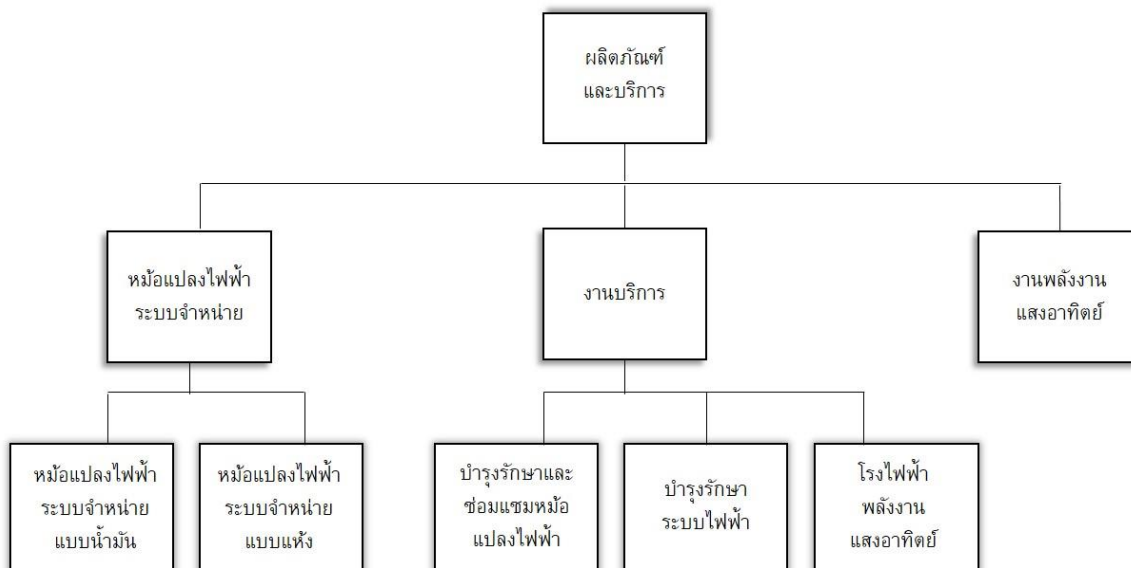 ผลิตภัณฑ์
และบริการ
หม้อแปลงไฟฟ้า
ระบบจำหน่าย
งานบริการ
งานพลังงาน
แสงอาทิตย์
หม้อแปลงไฟฟ้า
ระบบจำหน่าย
แบบน้ำมัน
หม้อแปลงไฟฟ้า
ระบบจำหน่าย
แบบแห้ง
บำรุงรักษาและ
ซ่อมแซมหม้อ
แปลงไฟฟ้า
บำรุงรักษา
ระบบไฟฟ้า
โรงไฟฟ้า
พลังงาน
แสงอาทิตย์